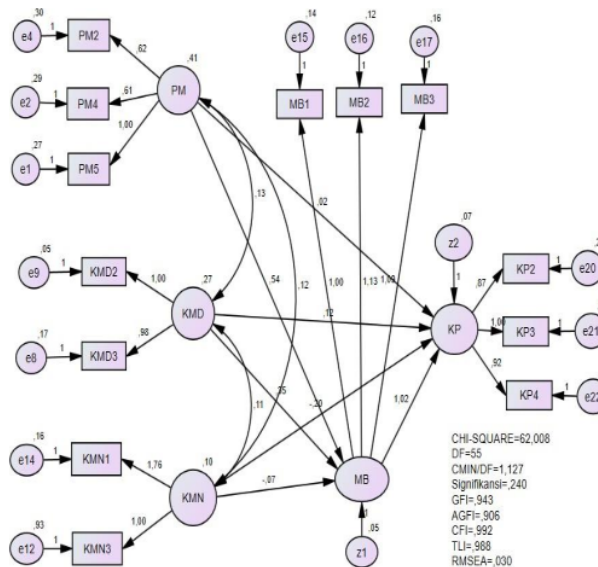 ,30
e4
1
PM2
,62
,29
e2
1
PM4
,61
,27
e1
1
PM5
1,00
,41
PM
,14
e15
1
MB1
,12
e16
1
MB2
,16
e17
1
MB3
,13
,02
,12
,54
1,00
1,13
,07
z2
1
,05
e9
1
KMD2
1,00
,17
e8
1
KMD3
,98
,27
KMD
,12
,11
-,20
KP
,87
KP2
1
e20
1,00
KP3
1
e21
,92
KP4
1
e22
1,02
,16
e14
1
KMN1
1,76
,93
e12
1
KMN3
1,00
,10
KMN
-,07
MB
1
,05
z1
CHI-SQUARE=62,008
DF=55
CMIN/DF=1,127
Signifikansi=,240
GFI=,943
AGFI=,906
CFI=,992
TLI=,988
RMSEA=,030